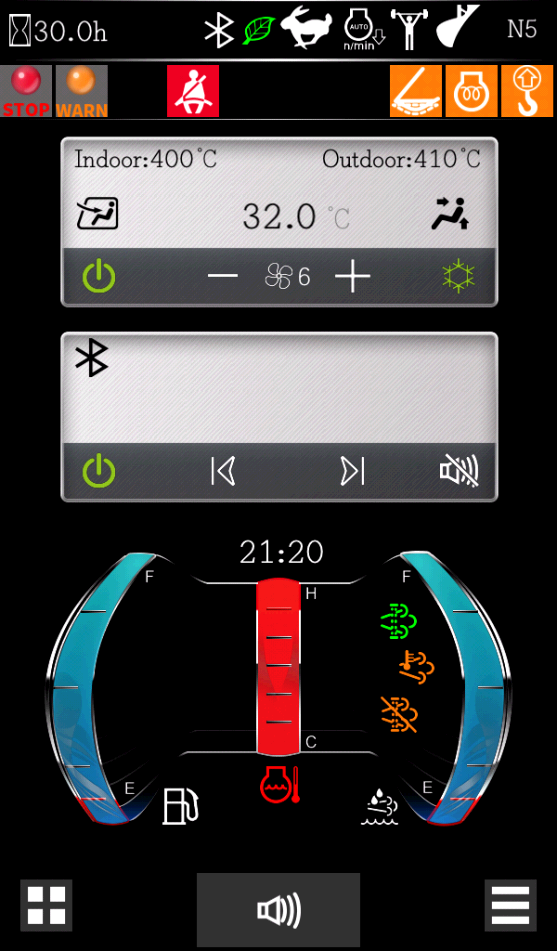 30.0h
AUTO
n/min
N5
STOP
WARN
Indoor:400°C
Outdoor:410°C
32.0 °C
6
21:20
F
H
F
C
E
E